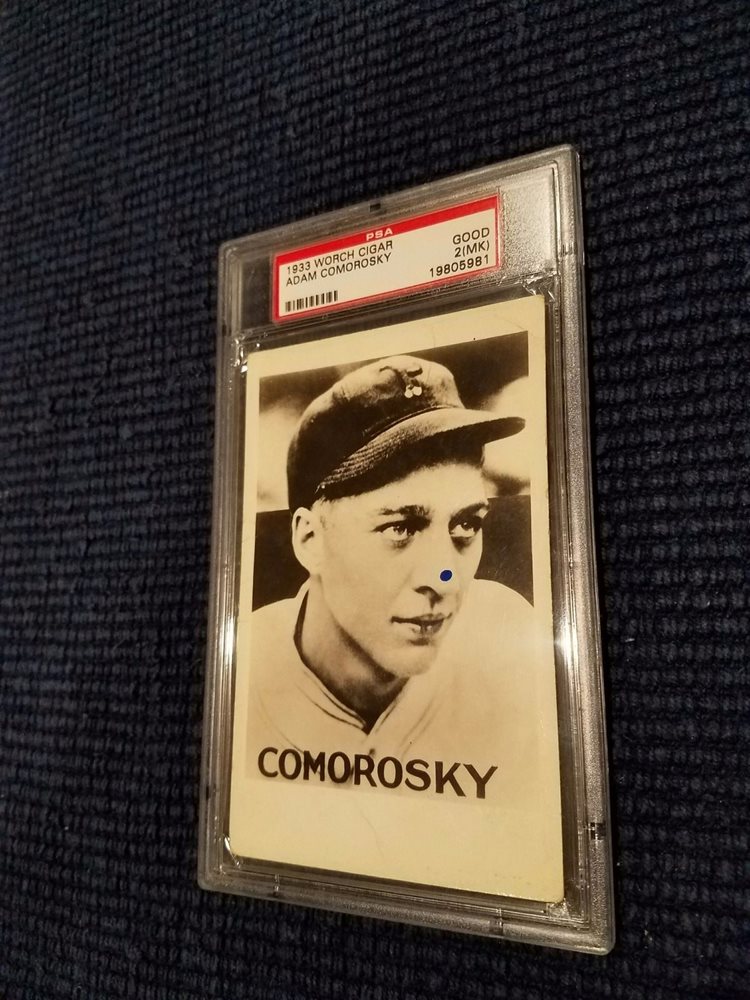 PSA
1933 WORCH CIGAR GOOD
ADAM COMOROSKY 2(MK)
19805981
COMOROSKY